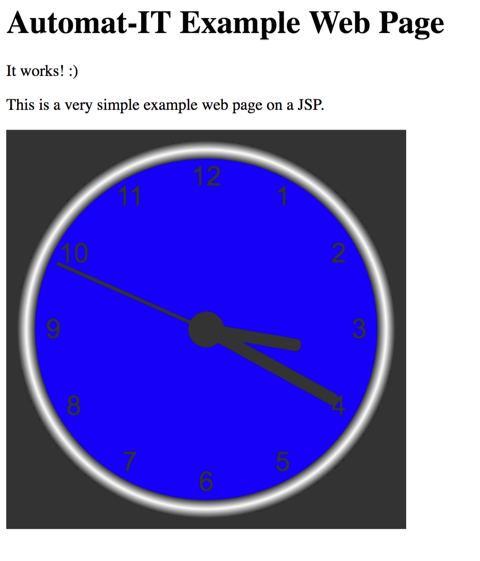 Automat-IT Example Web Page
It works! :)
This is a very simple example web page on a JSP.
12
11 1
10 2
9 3
8 4
7 5
6